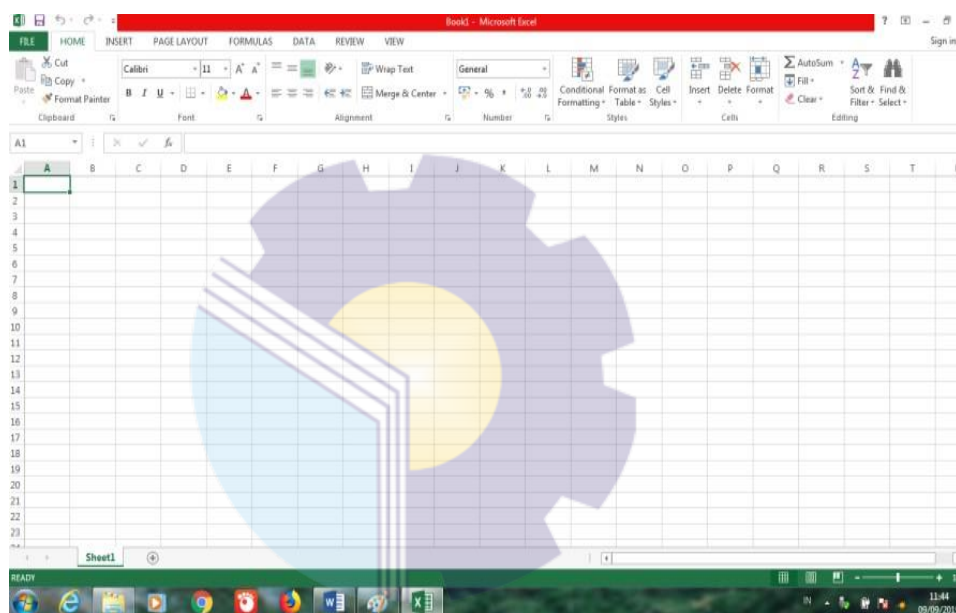 Book1 - Microsoft Excel
FILE HOME INSERT PAGE LAYOUT FORMULAS DATA REVIEW VIEW Sign in
Cut
Copy
Format Painter
Paste
Clipboard
Calibri 11
B I U
Font
Wrap Text
Merge & Center
Alignment
General
%
Number
Conditional Formatting
Format as Table
Cell Styles
Styles
Insert Delete Format
Cells
AutoSum
Fill
Clear
Sort & Filter
Find & Select
Editing
A1 fx
A B C D E F G H I J K L M N O P Q R S T
1
2
3
4
5
6
7
8
9
10
11
12
13
14
15
16
17
18
19
20
21
22
23
Sheet1
READY
IN 11:44